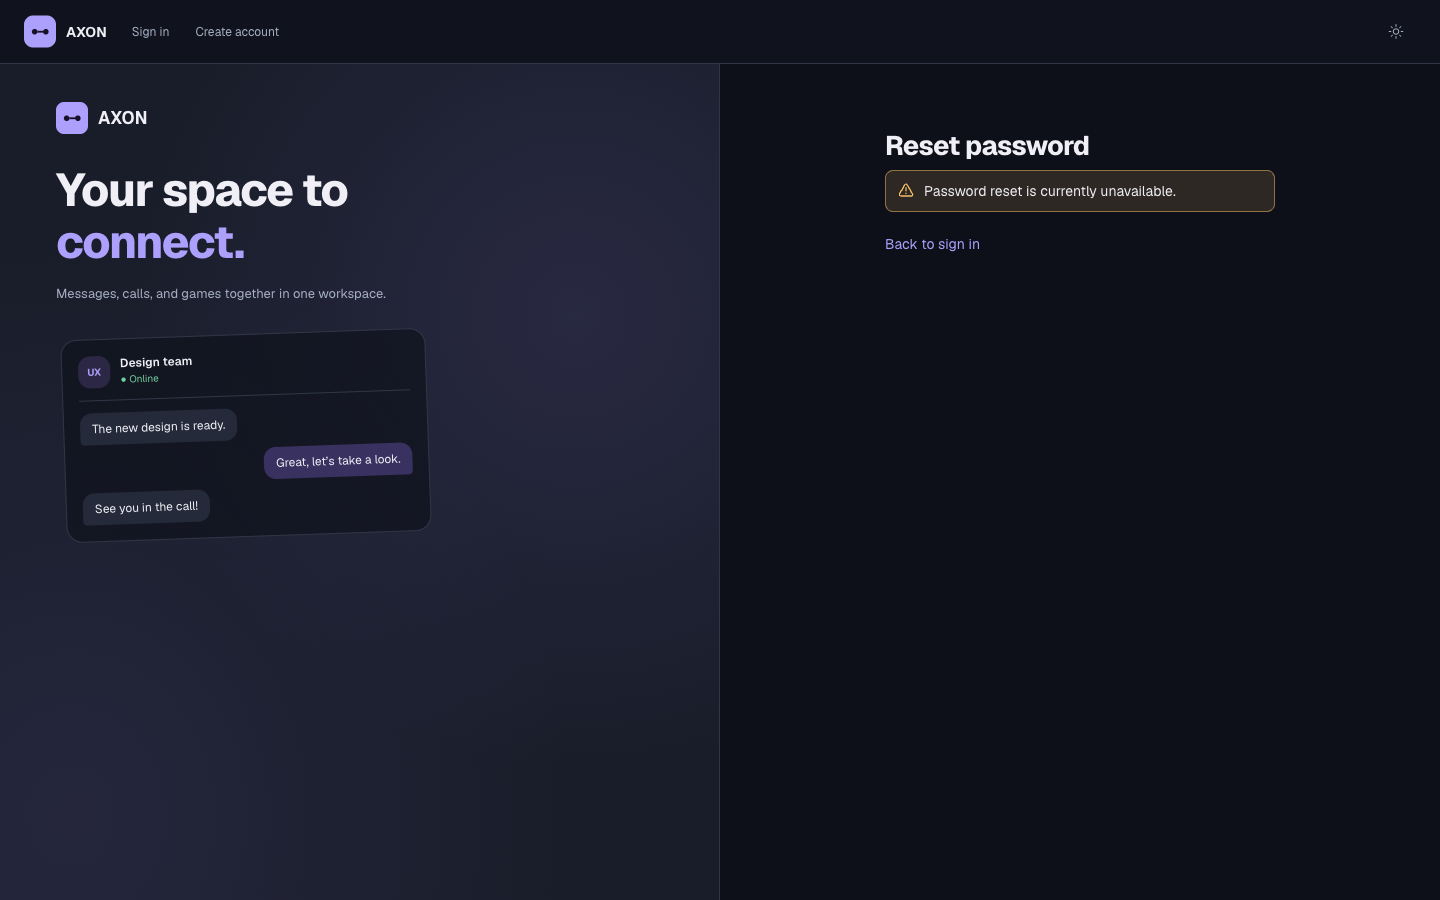 AXON
Sign in
Create account
AXON
Your space to
connect.
Messages, calls, and games together in one workspace.
UX
Design team
● Online
The new design is ready.
Great, let's take a look.
See you in the call!
Reset password
Password reset is currently unavailable.
Back to sign in